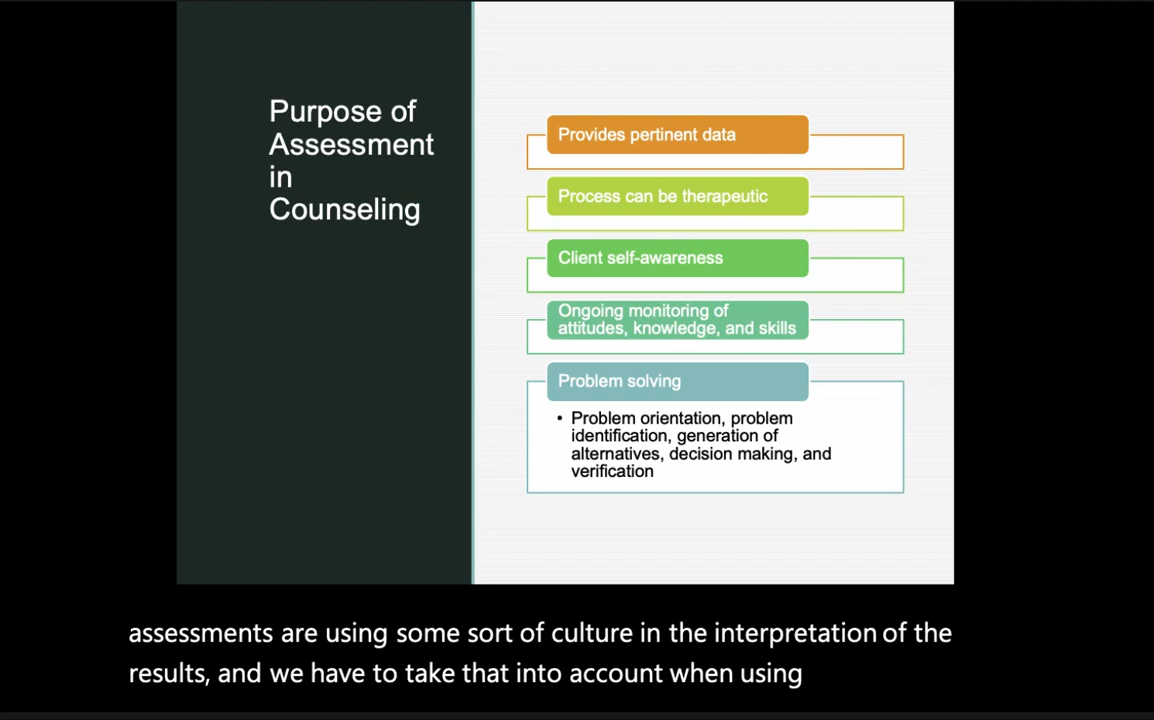 Purpose of
Assessment
in
Counseling
Provides pertinent data
Process can be therapeutic
Client self-awareness
Ongoing monitoring of
attitudes, knowledge, and skills
Problem solving
• Problem orientation, problem
identification, generation of
alternatives, decision making, and
verification
assessments are using some sort of culture in the interpretation of the
results, and we have to take that into account when using